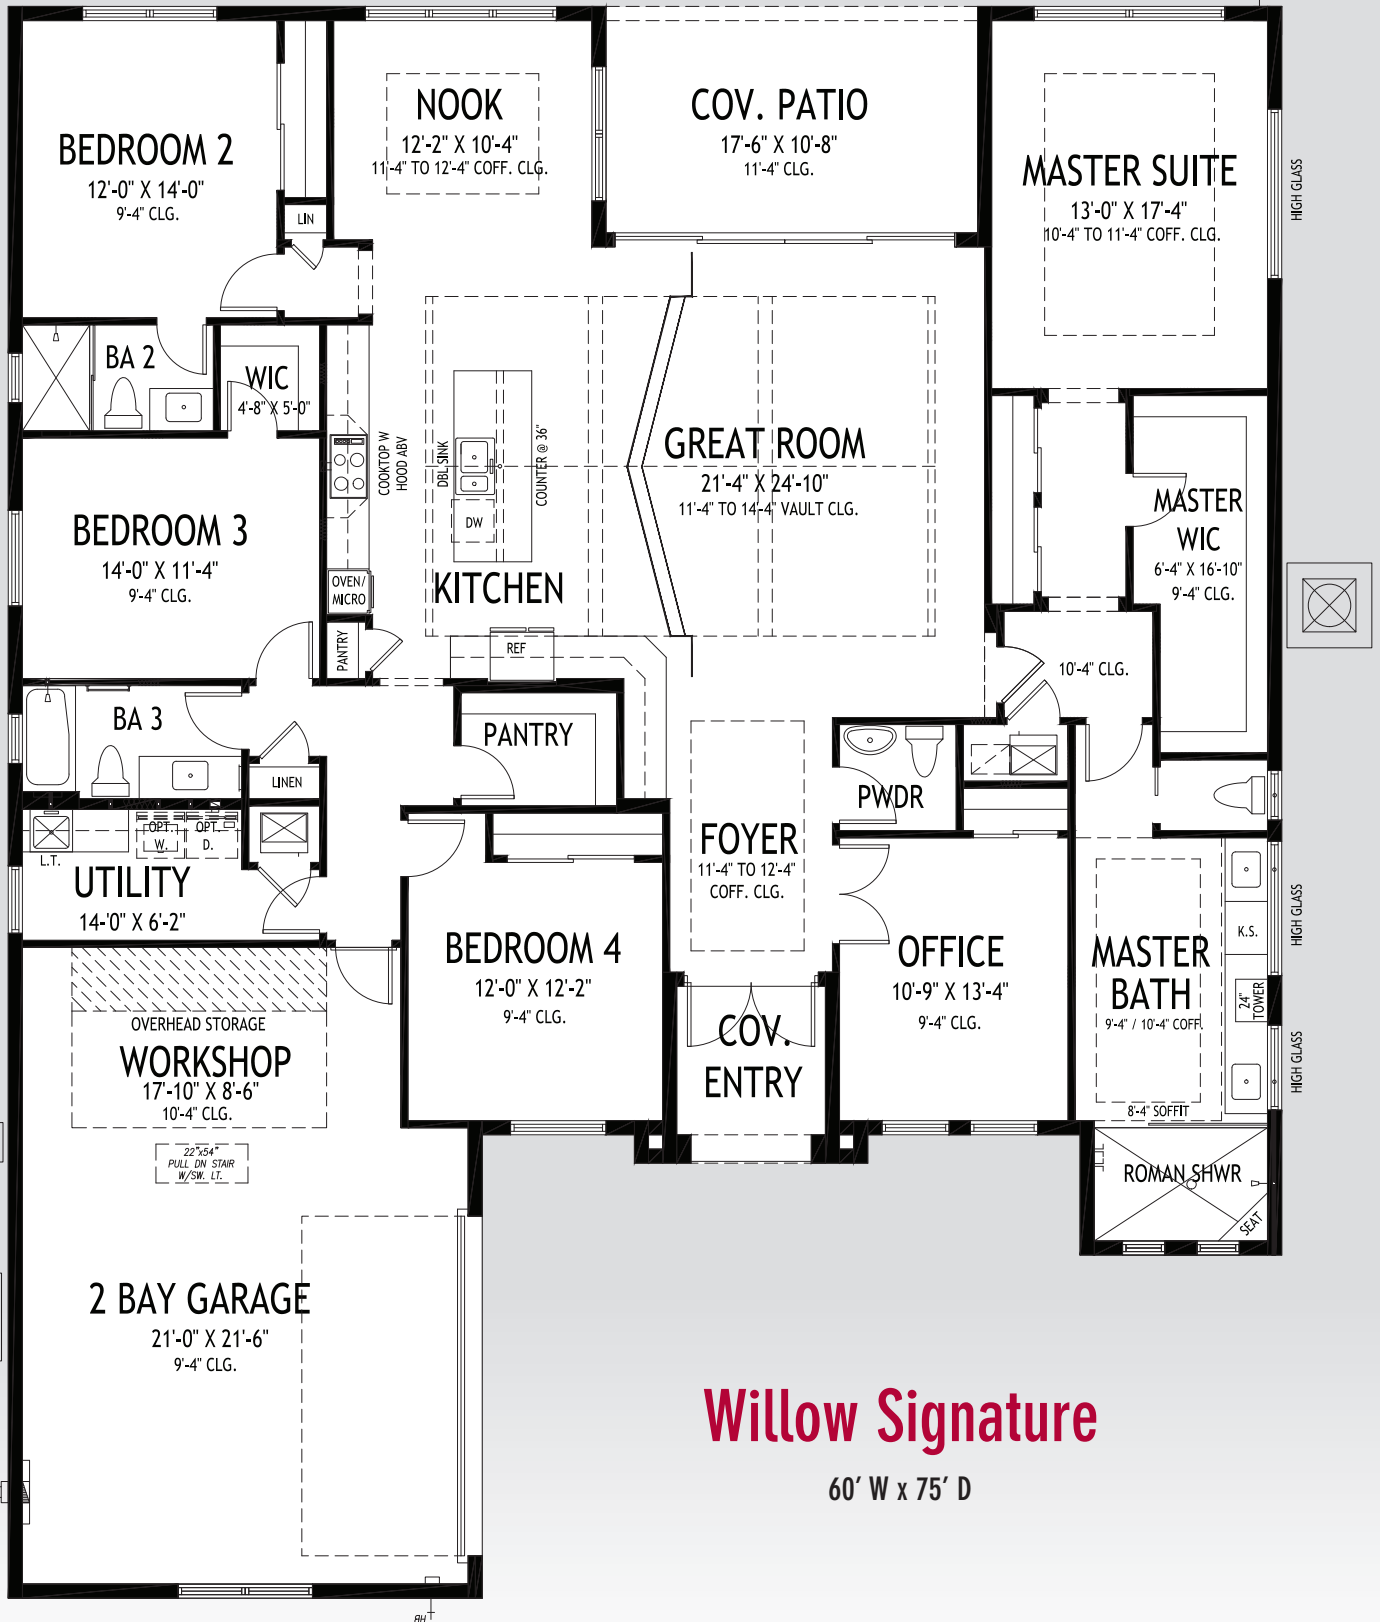 BEDROOM 2
12'-0" X 14'-0"
9'-4" CLG.
LIN
NOOK
12'-2" X 10'-4"
11'-4" TO 12'-4" COFF. CLG.
COV. PATIO
17'-6" X 10'-8"
11'-4" CLG.
MASTER SUITE
13'-0" X 17'-4"
10'-4" TO 11'-4" COFF. CLG.
HIGH GLASS
BA 2
WIC
4'-8" X 5'-0"
COOKTOP W
HOOD ABV
DBL SINK
DW
COUNTER @ 36"
GREAT ROOM
21'-4" X 24'-10"
11'-4" TO 14'-4" VAULT CLG.
BEDROOM 3
14'-0" X 11'-4"
9'-4" CLG.
OVEN/
MICRO
KITCHEN
MASTER
WIC
6'-4" X 16'-10"
9'-4" CLG.
PANTRY
REF
10'-4" CLG.
BA 3
LINEN
PANTRY
PWDR
L.T.
OPT.
W.
OPT.
D.
UTILITY
14'-0" X 6'-2"
FOYER
11'-4" TO 12'-4"
COFF. CLG.
BEDROOM 4
12'-0" X 12'-2"
9'-4" CLG.
OFFICE
10'-9" X 13'-4"
9'-4" CLG.
MASTER
BATH
9'-4" / 10'-4" COFF.
K.S.
24"
TOWER
HIGH GLASS
HIGH GLASS
8'-4" SOFFIT
OVERHEAD STORAGE
WORKSHOP
17'-10" X 8'-6"
10'-4" CLG.
COV.
ENTRY
22"x54"
PULL DN STAIR
W/SW. LT.
ROMAN SHWR
SEAT
2 BAY GARAGE
21'-0" X 21'-6"
9'-4" CLG.
HB
Willow Signature
60' W x 75' D